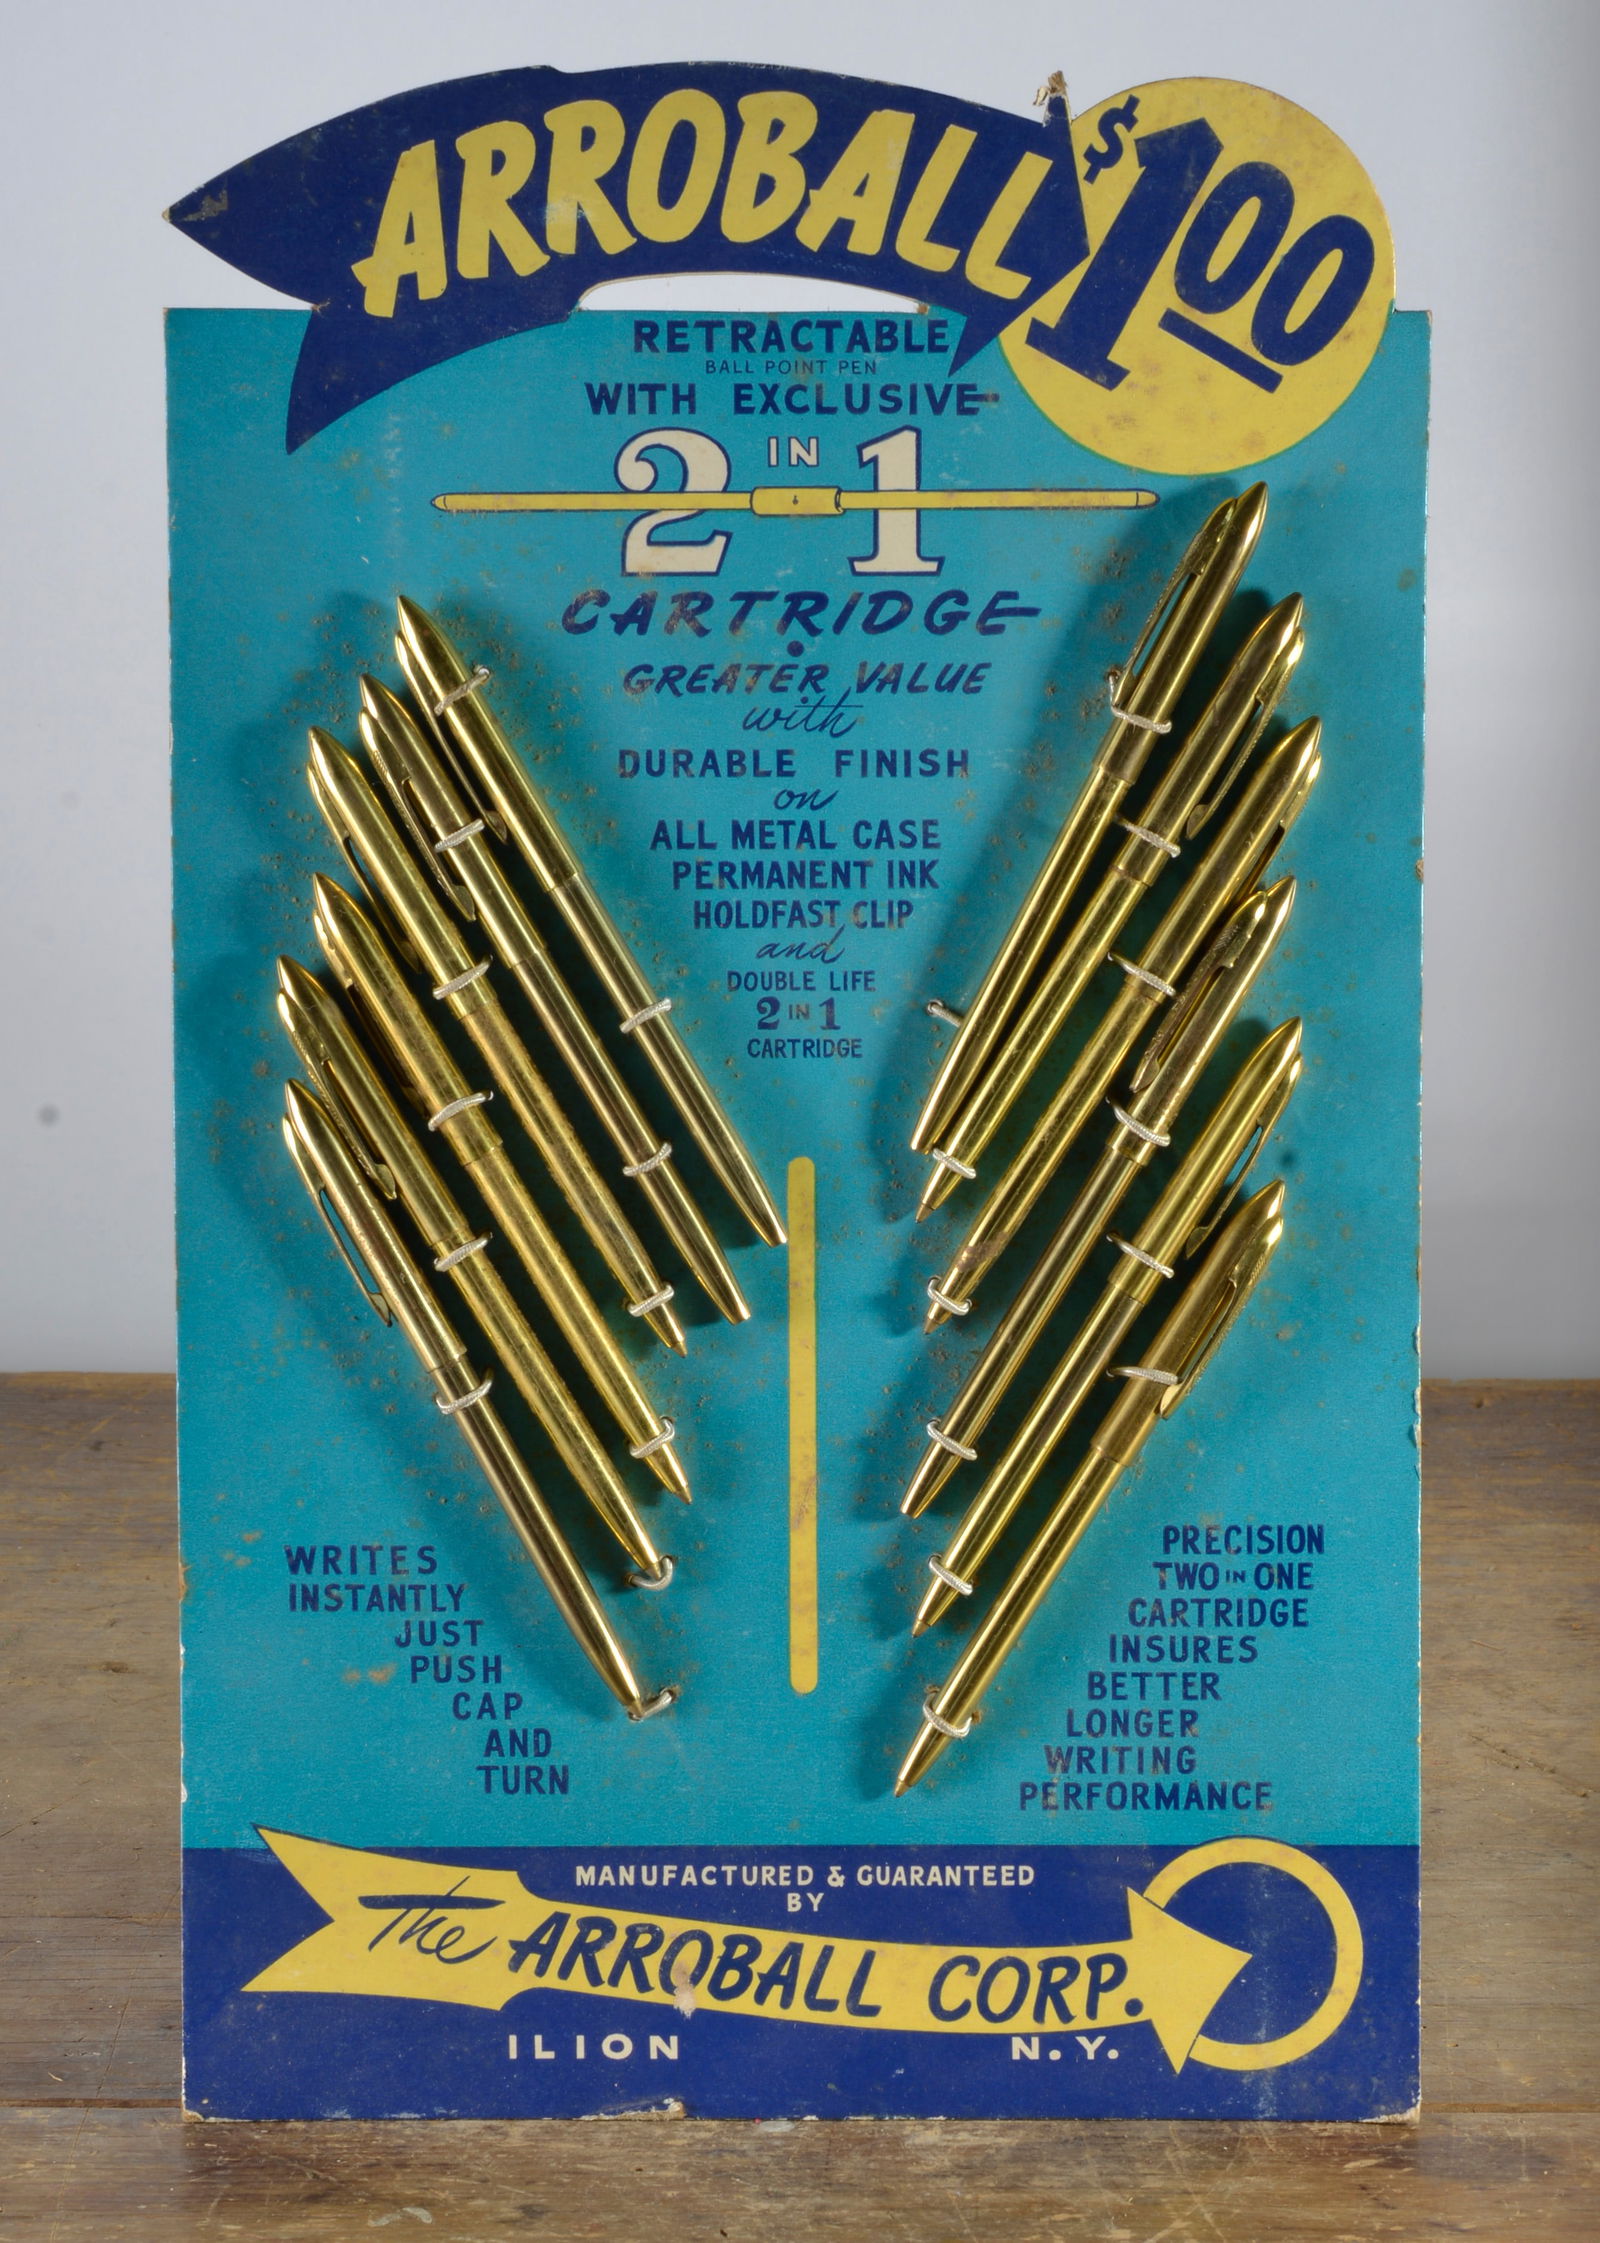 ARROBALL
$1.00
RETRACTABLE
BALL POINT PEN
WITH EXCLUSIVE
2 IN 1
CARTRIDGE
GREATER VALUE
with
DURABLE FINISH
on
ALL METAL CASE
PERMANENT INK
HOLDFAST CLIP
and
DOUBLE LIFE
2 IN 1
CARTRIDGE
WRITES
INSTANTLY
JUST
PUSH
CAP
AND
TURN
PRECISION
TWO IN ONE
CARTRIDGE
INSURES
BETTER
LONGER
WRITING
PERFORMANCE
MANUFACTURED & GUARANTEED
BY
The ARROBALL CORP.
ILION N.Y.